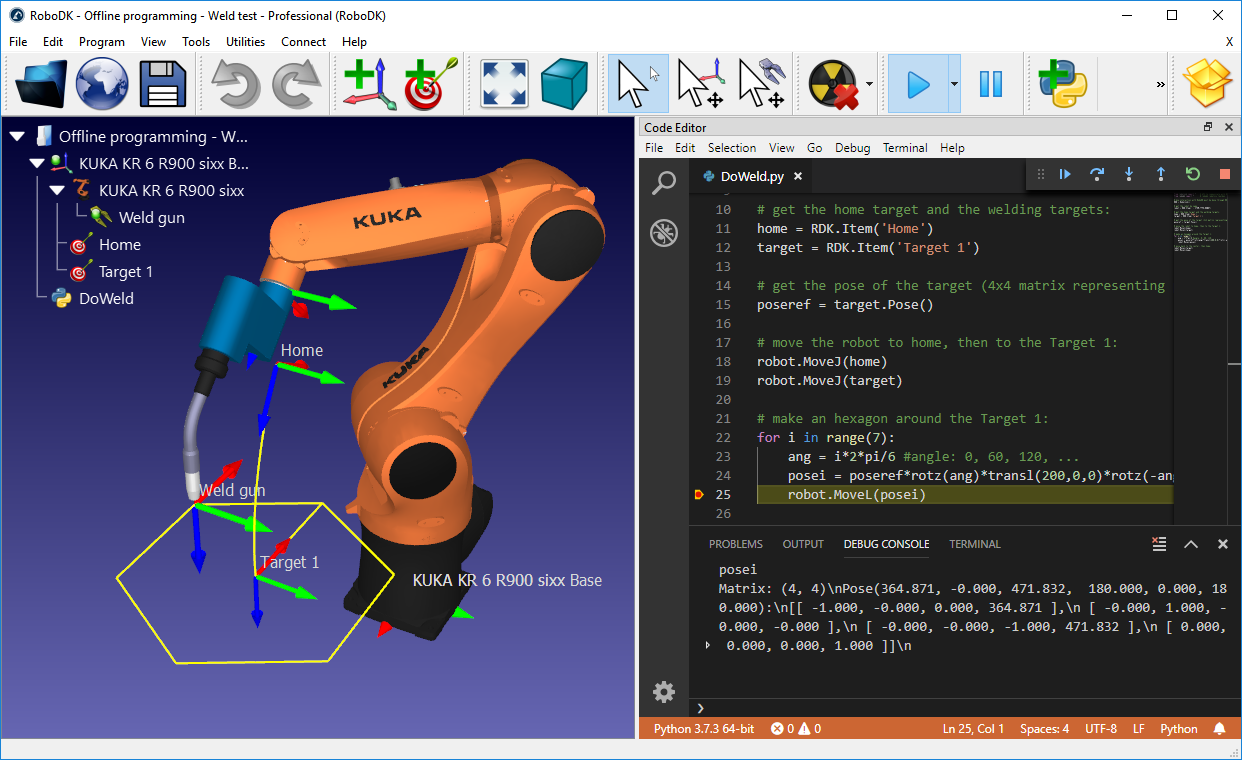 RoboDK - Offline programming - Weld test - Professional (RoboDK)
File Edit Program View Tools Utilities Connect Help X
Offline programming - W...
KUKA KR 6 R900 sixx B...
KUKA KR 6 R900 sixx
Weld gun
Home
Target 1
DoWeld
KUKA
KUKA
Home
Weld gun
Target 1
KUKA KR 6 R900 sixx Base
Code Editor
File Edit Selection View Go Debug Terminal Help
DoWeld.py
10 # get the home target and the welding targets:
11 home = RDK.Item('Home')
12 target = RDK.Item('Target 1')
13
14 # get the pose of the target (4x4 matrix representing
15 poseref = target.Pose()
16
17 # move the robot to home, then to the Target 1:
18 robot.MoveJ(home)
19 robot.MoveJ(target)
20
21 # make an hexagon around the Target 1:
22 for i in range(7):
23 ang = i*2*pi/6 #angle: 0, 60, 120, ...
24 posei = poseref*rotz(ang)*transl(200,0,0)*rotz(-an
25 robot.MoveL(posei)
26
PROBLEMS OUTPUT DEBUG CONSOLE TERMINAL
posei
Matrix: (4, 4)\nPose(364.871, -0.000, 471.832,  180.000, 0.000, 18
0.000):\n[[ -1.000, -0.000, 0.000, 364.871 ],\n [ -0.000, 1.000, -
0.000, -0.000 ],\n [ -0.000, -0.000, -1.000, 471.832 ],\n [ 0.000,
0.000, 0.000, 1.000 ]]\n
Python 3.7.3 64-bit 0 0 Ln 25, Col 1 Spaces: 4 UTF-8 LF Python